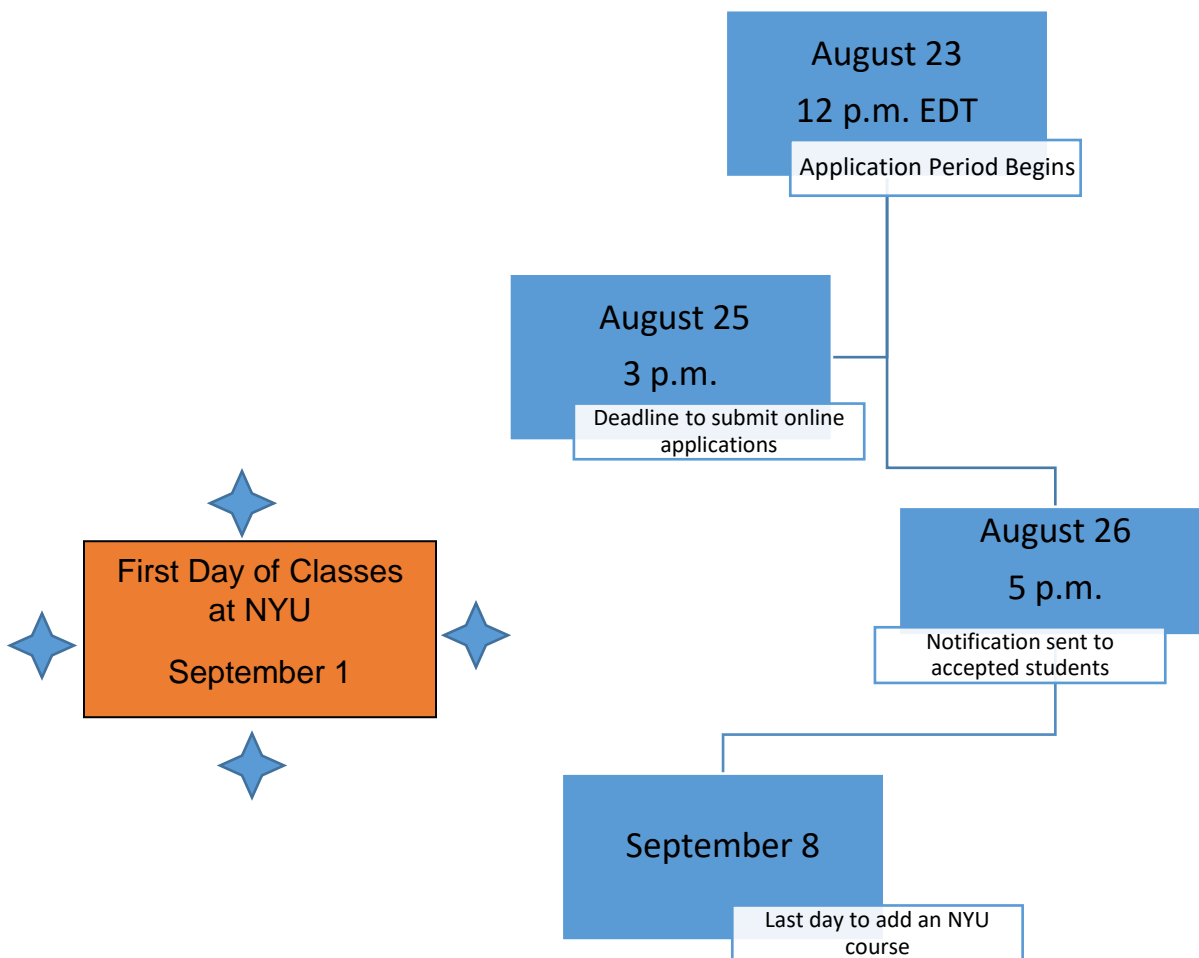 August 23
12 p.m. EDT
Application Period Begins
August 25
3 p.m.
Deadline to submit online
applications
First Day of Classes
at NYU
September 1
August 26
5 p.m.
Notification sent to
accepted students
September 8
Last day to add an NYU
course